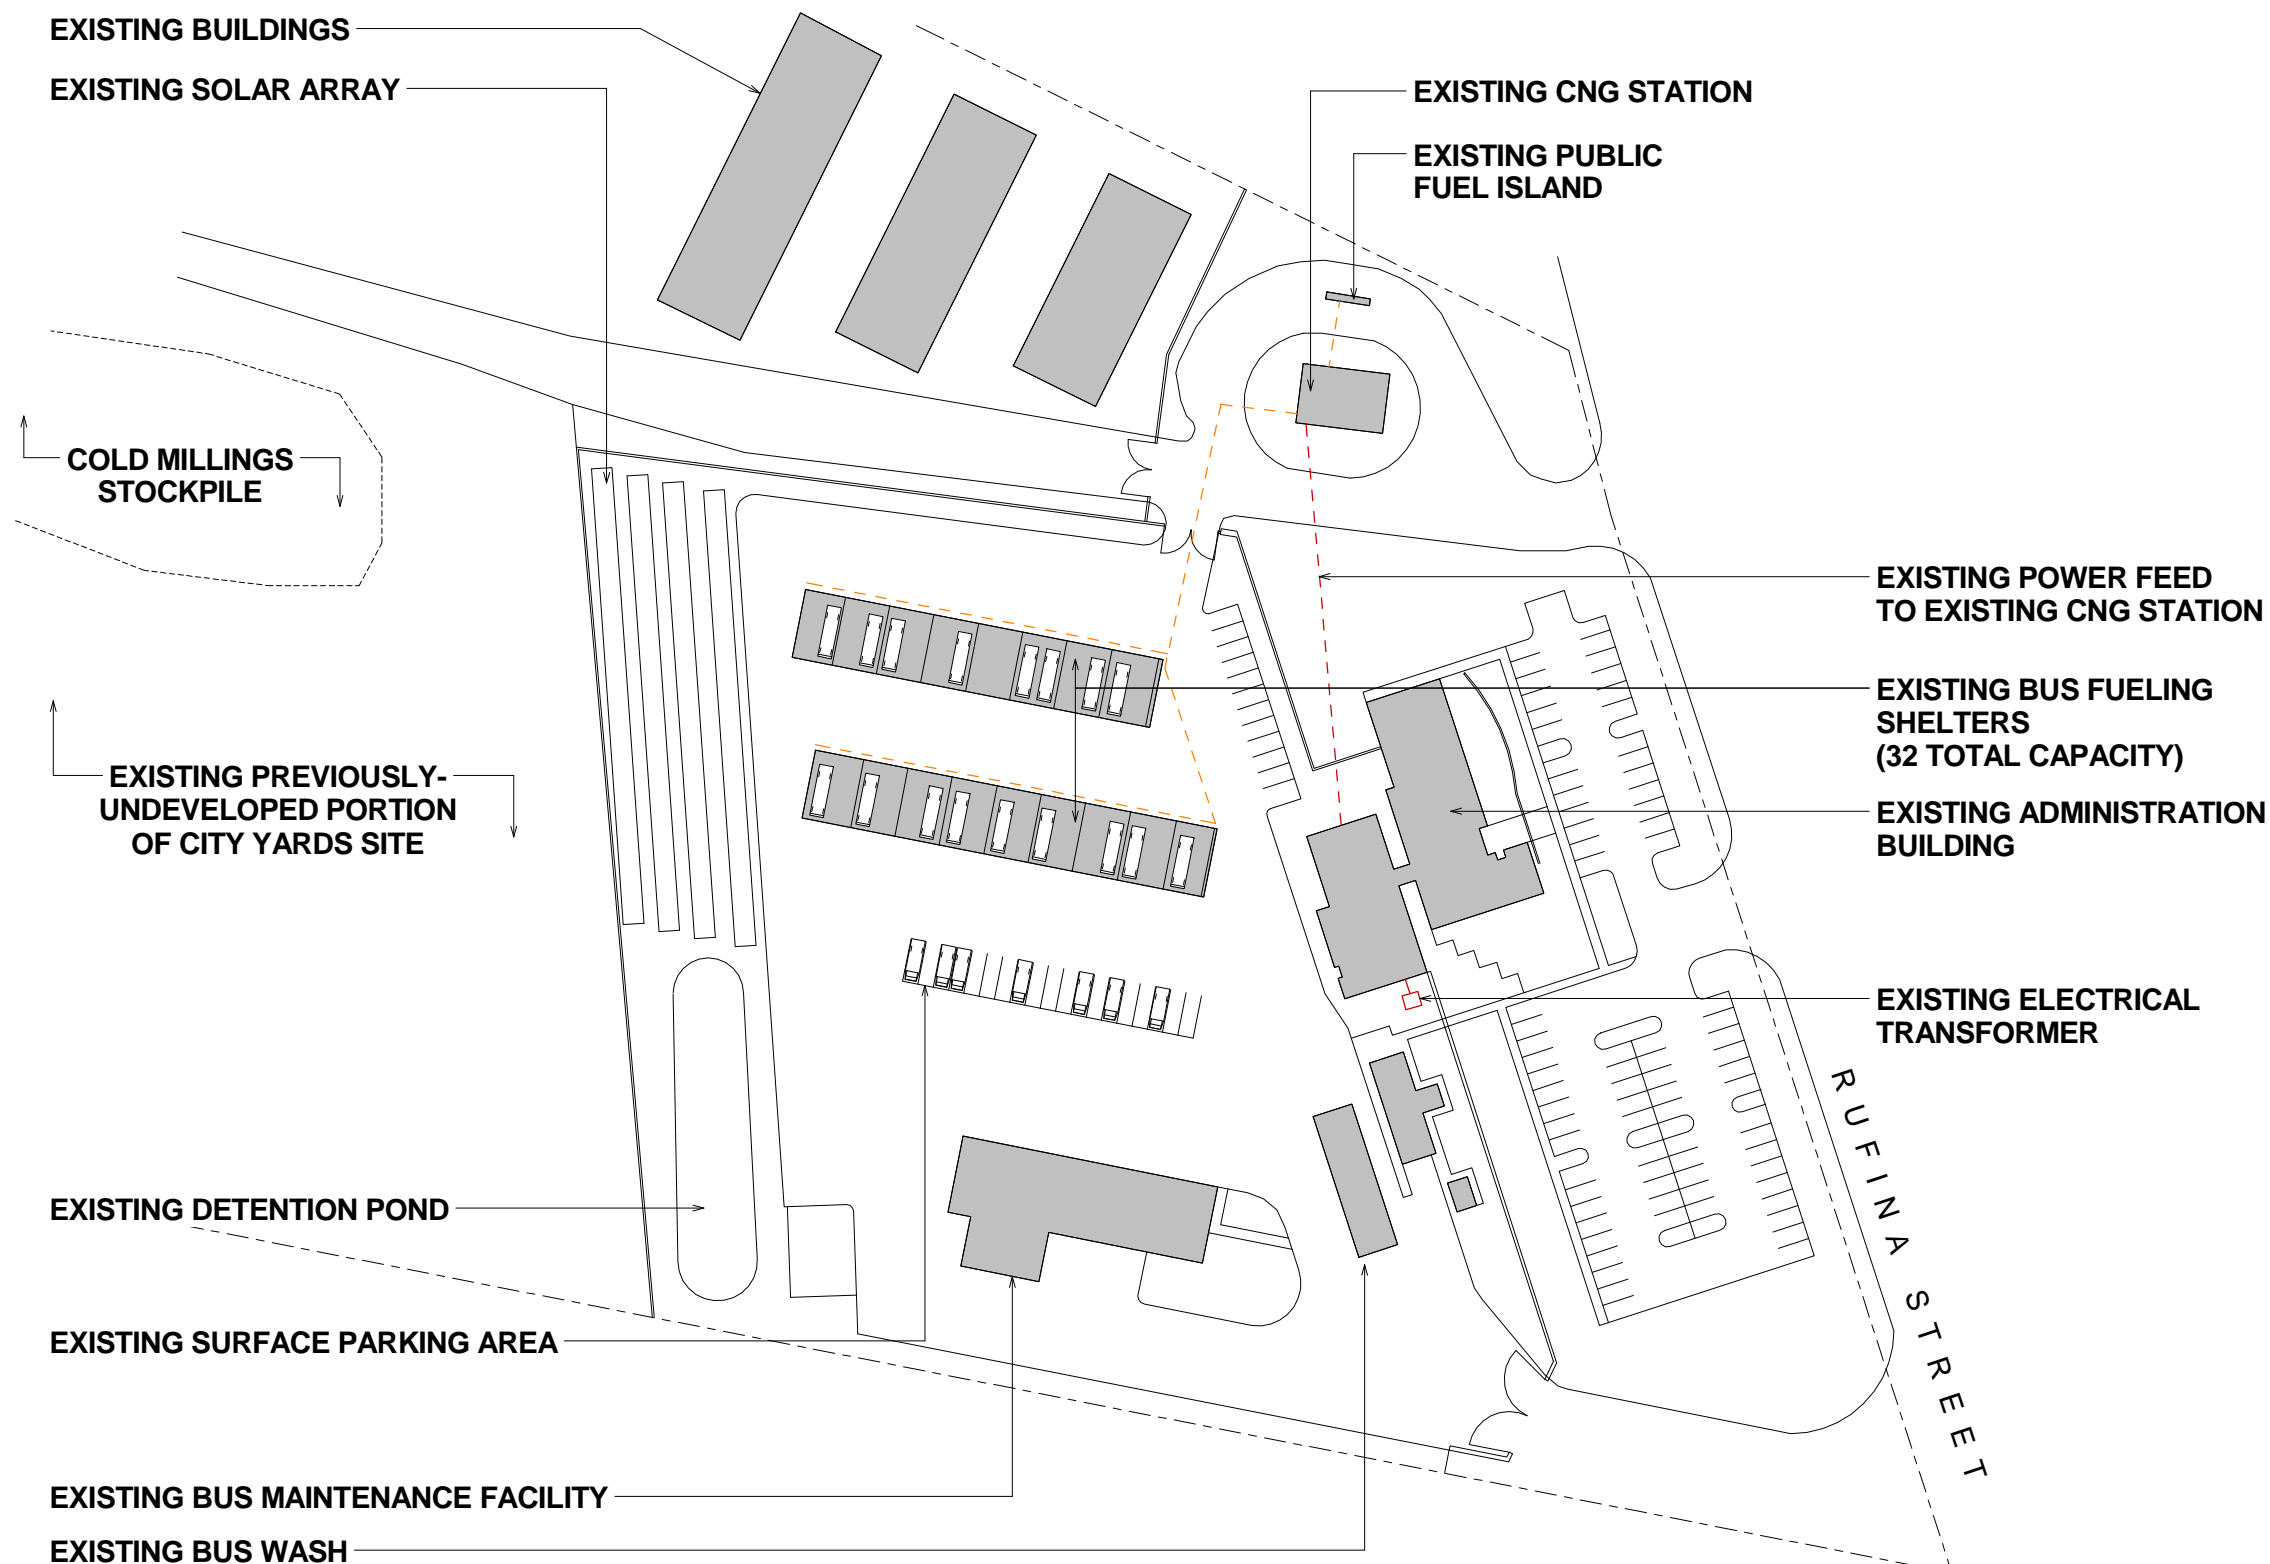 EXISTING BUILDINGS
EXISTING SOLAR ARRAY
EXISTING CNG STATION
EXISTING PUBLIC
FUEL ISLAND
COLD MILLINGS
STOCKPILE
EXISTING POWER FEED
TO EXISTING CNG STATION
EXISTING BUS FUELING
SHELTERS
(32 TOTAL CAPACITY)
EXISTING PREVIOUSLY-
UNDEVELOPED PORTION
OF CITY YARDS SITE
EXISTING ADMINISTRATION
BUILDING
EXISTING ELECTRICAL
TRANSFORMER
RUFINA STREET
EXISTING DETENTION POND
EXISTING SURFACE PARKING AREA
EXISTING BUS MAINTENANCE FACILITY
EXISTING BUS WASH